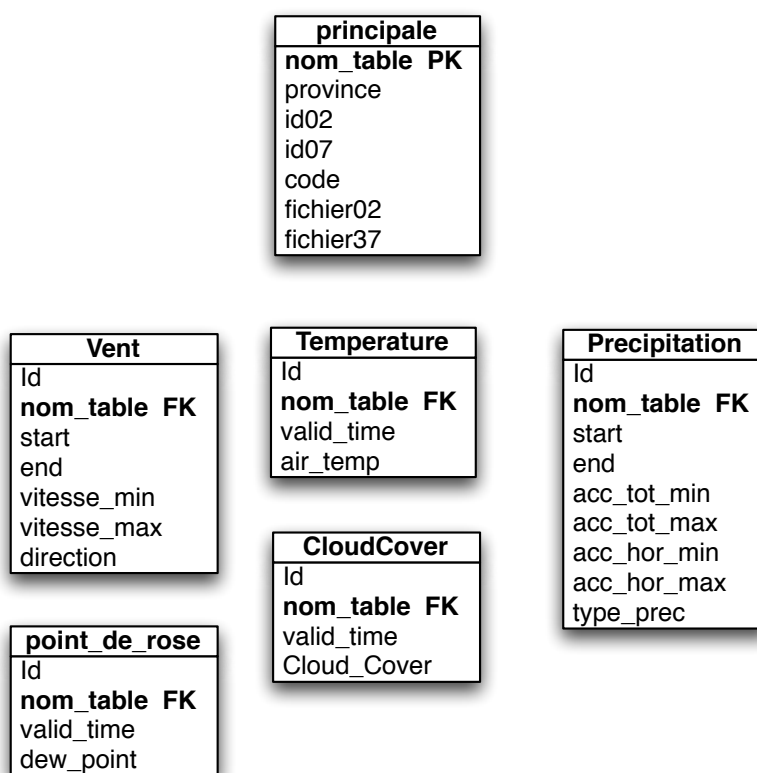 principale
nom_table PK
province
id02
id07
code
fichier02
fichier37
Vent
Id
nom_table FK
start
end
vitesse_min
vitesse_max
direction
Temperature
Id
nom_table FK
valid_time
air_temp
Precipitation
Id
nom_table FK
start
end
acc_tot_min
acc_tot_max
acc_hor_min
acc_hor_max
type_prec
CloudCover
Id
nom_table FK
valid_time
Cloud_Cover
point_de_rose
Id
nom_table FK
valid_time
dew_point